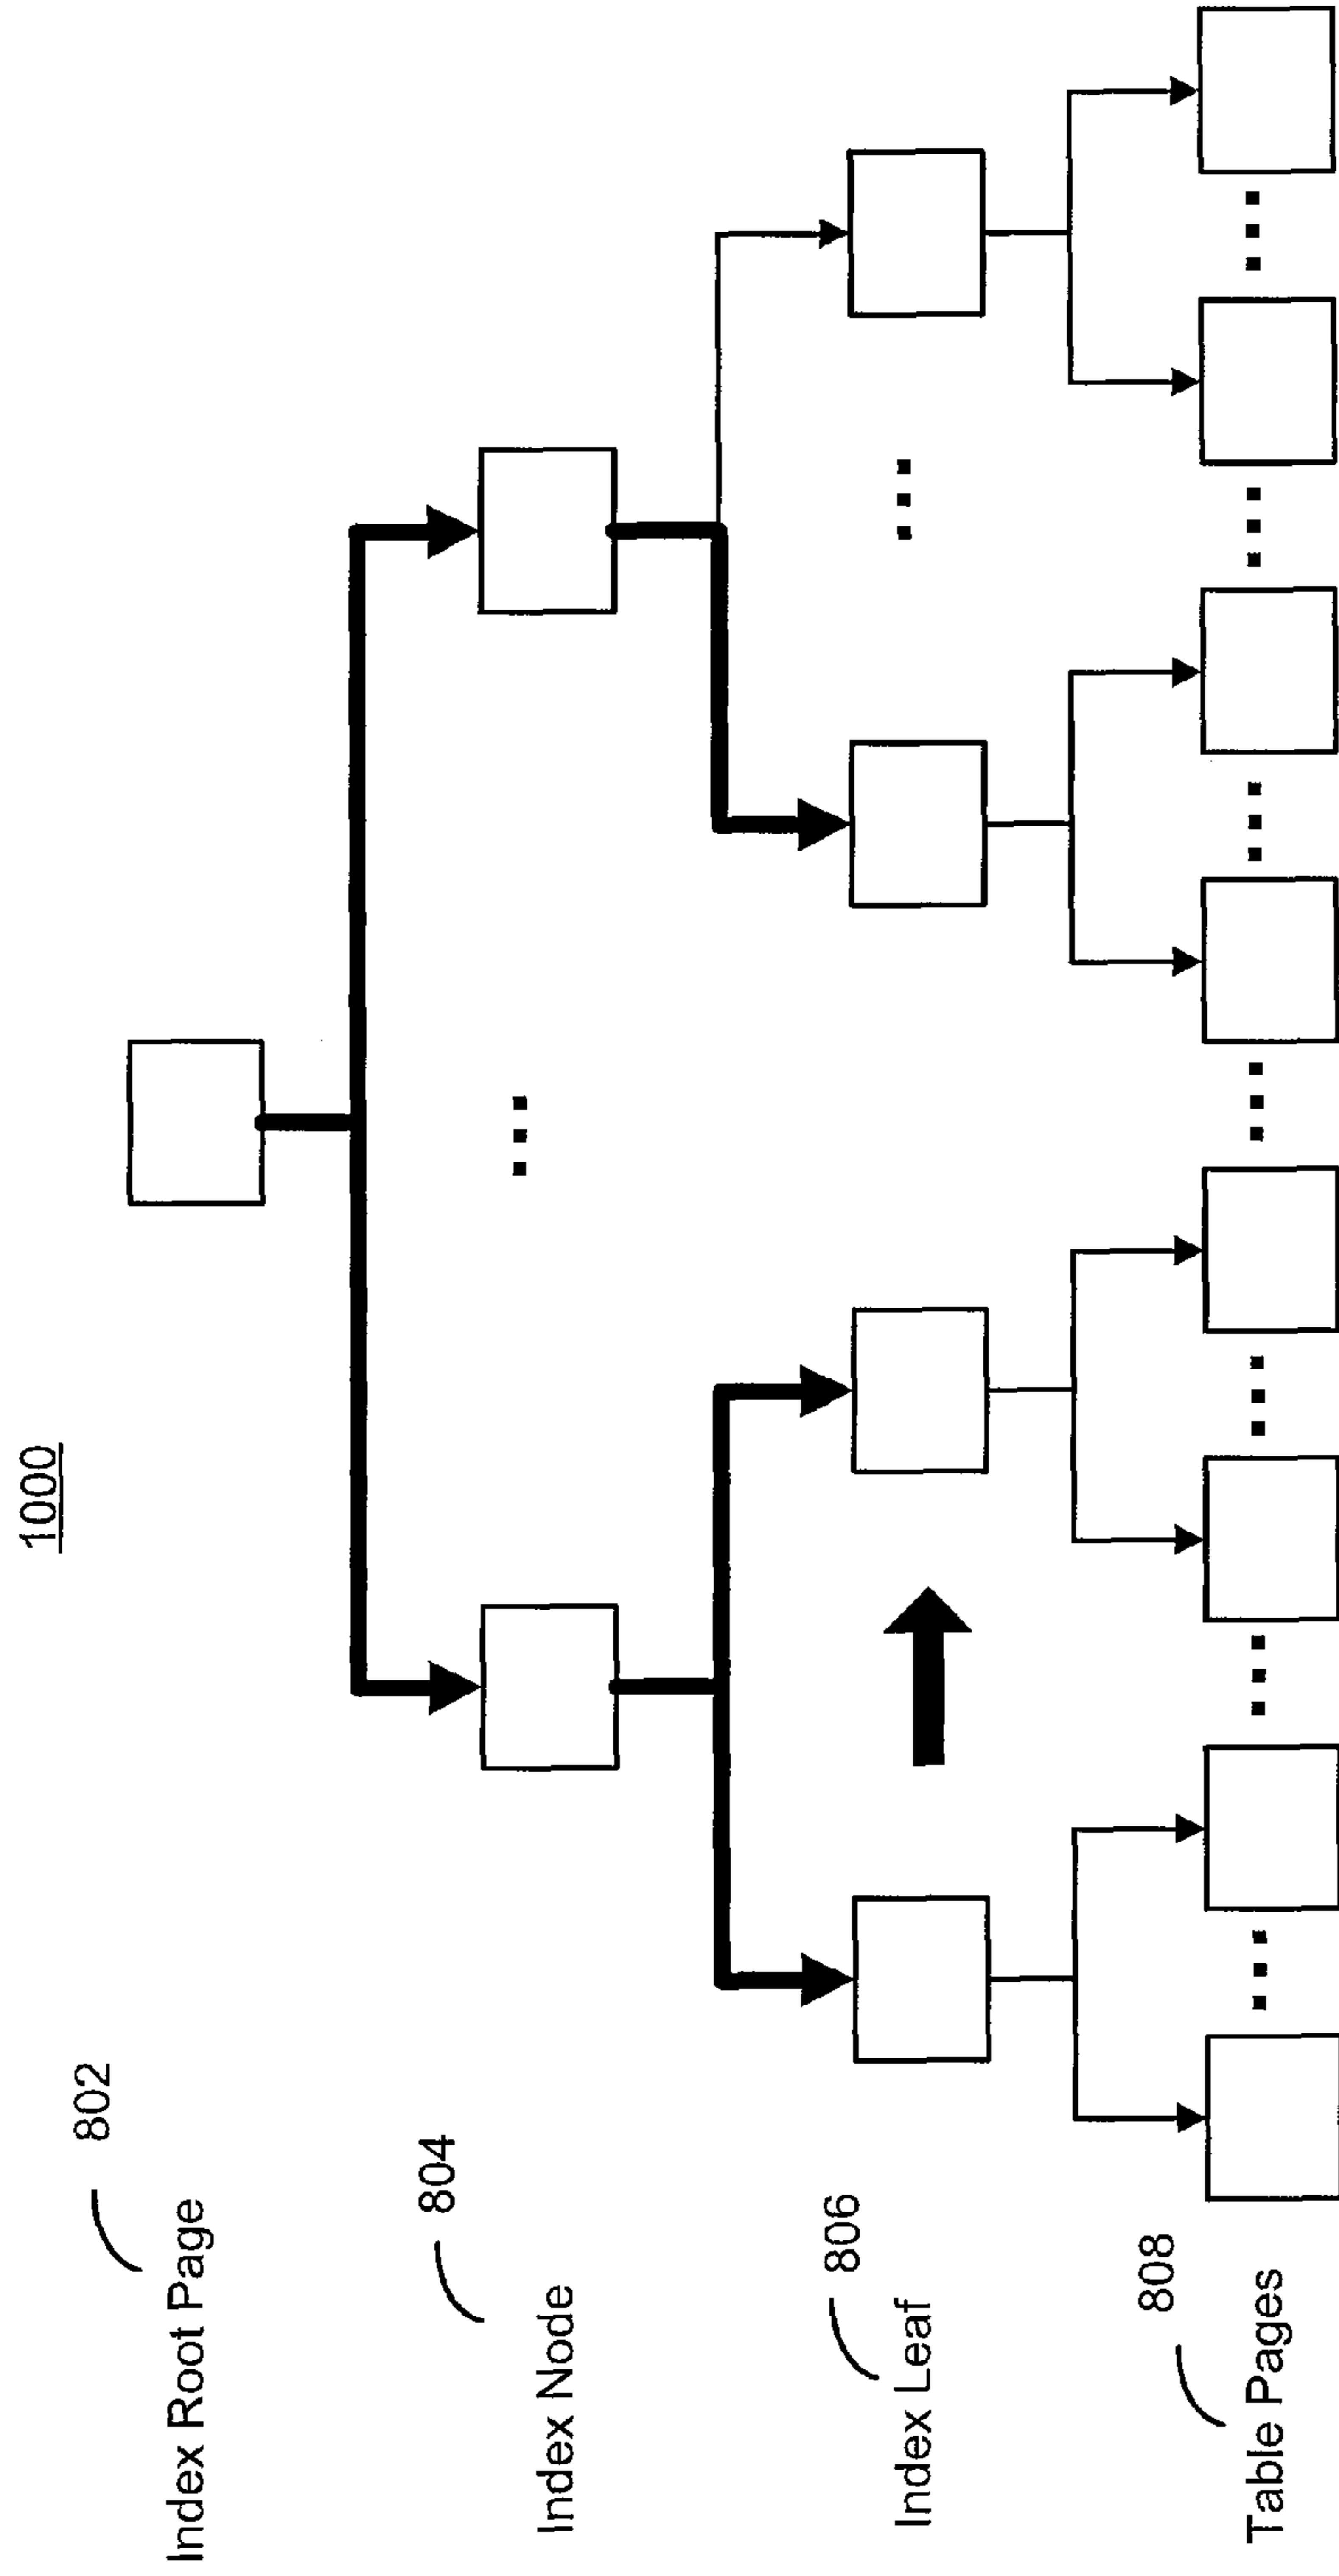 1000
802
Index Root Page
804
Index Node
806
Index Leaf
808
Table Pages